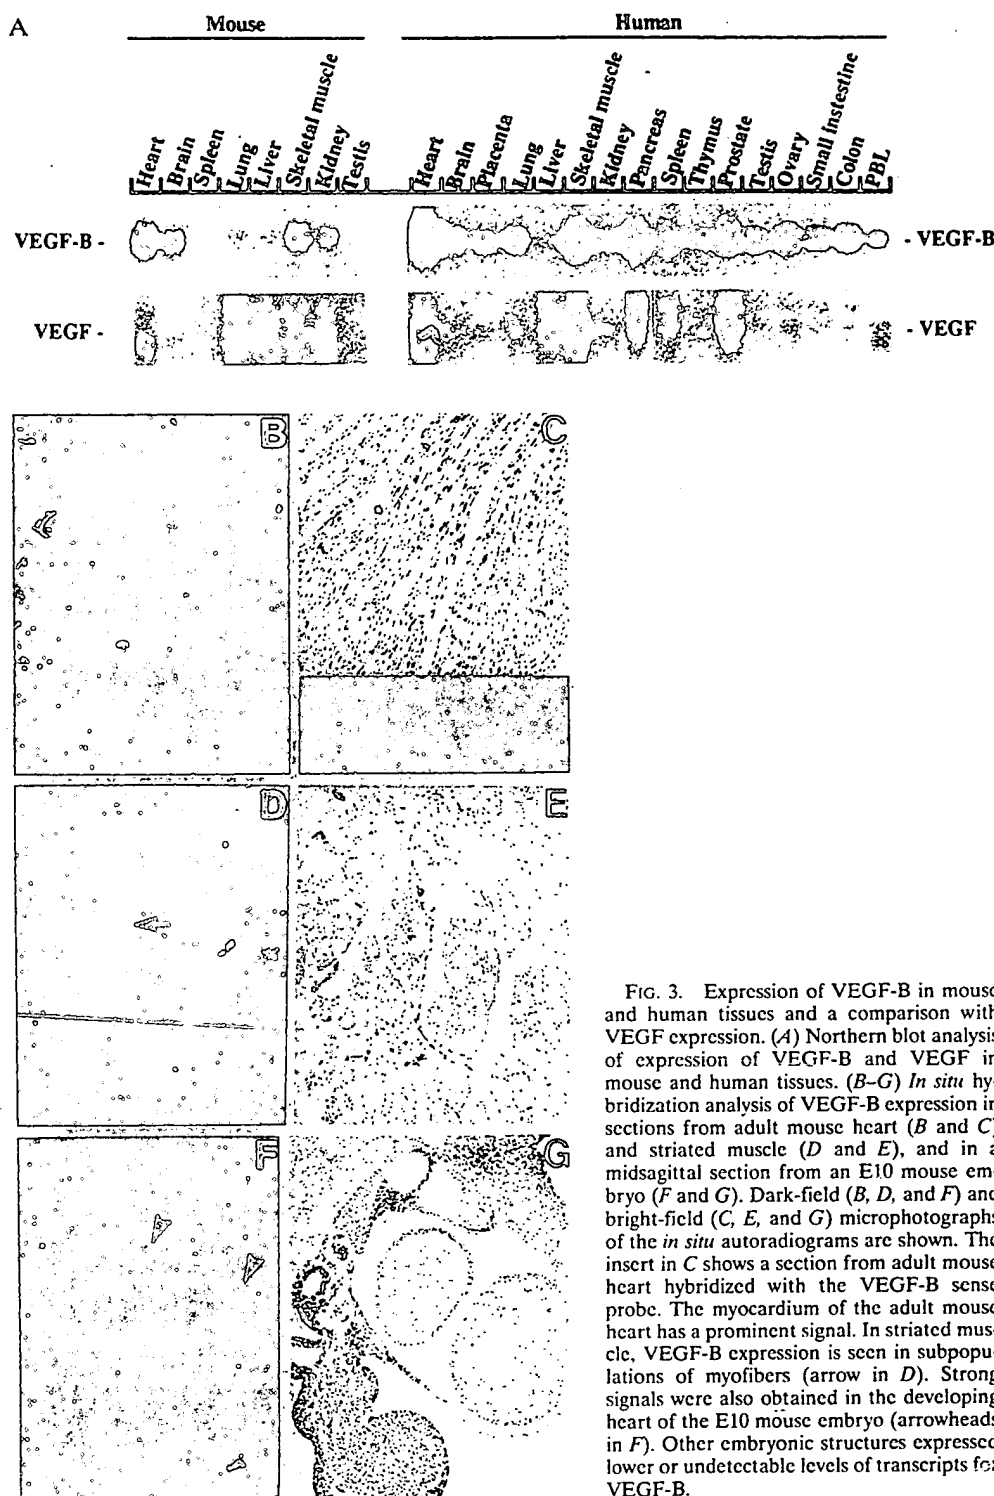 A
Mouse
Human
Heart
Brain
Spleen
Lung
Liver
Skeletal muscle
Kidney
Testis
Heart
Brain
Placenta
Lung
Liver
Skeletal muscle
Kidney
Pancreas
Spleen
Thymus
Prostate
Testis
Ovary
Small instestine
Colon
PBL
VEGF-B -
- VEGF-B
VEGF -
- VEGF
B
C
D
E
F
G
FIG. 3. Expression of VEGF-B in mouse
and human tissues and a comparison with
VEGF expression. (A) Northern blot analysis
of expression of VEGF-B and VEGF in
mouse and human tissues. (B–G) In situ hy-
bridization analysis of VEGF-B expression in
sections from adult mouse heart (B and C)
and striated muscle (D and E), and in a
midsagittal section from an E10 mouse em-
bryo (F and G). Dark-field (B, D, and F) and
bright-field (C, E, and G) microphotographs
of the in situ autoradiograms are shown. The
insert in C shows a section from adult mouse
heart hybridized with the VEGF-B sense
probe. The myocardium of the adult mouse
heart has a prominent signal. In striated mus-
cle, VEGF-B expression is seen in subpopu-
lations of myofibers (arrow in D). Strong
signals were also obtained in the developing
heart of the E10 mouse embryo (arrowheads
in F). Other embryonic structures expressed
lower or undetectable levels of transcripts for
VEGF-B.